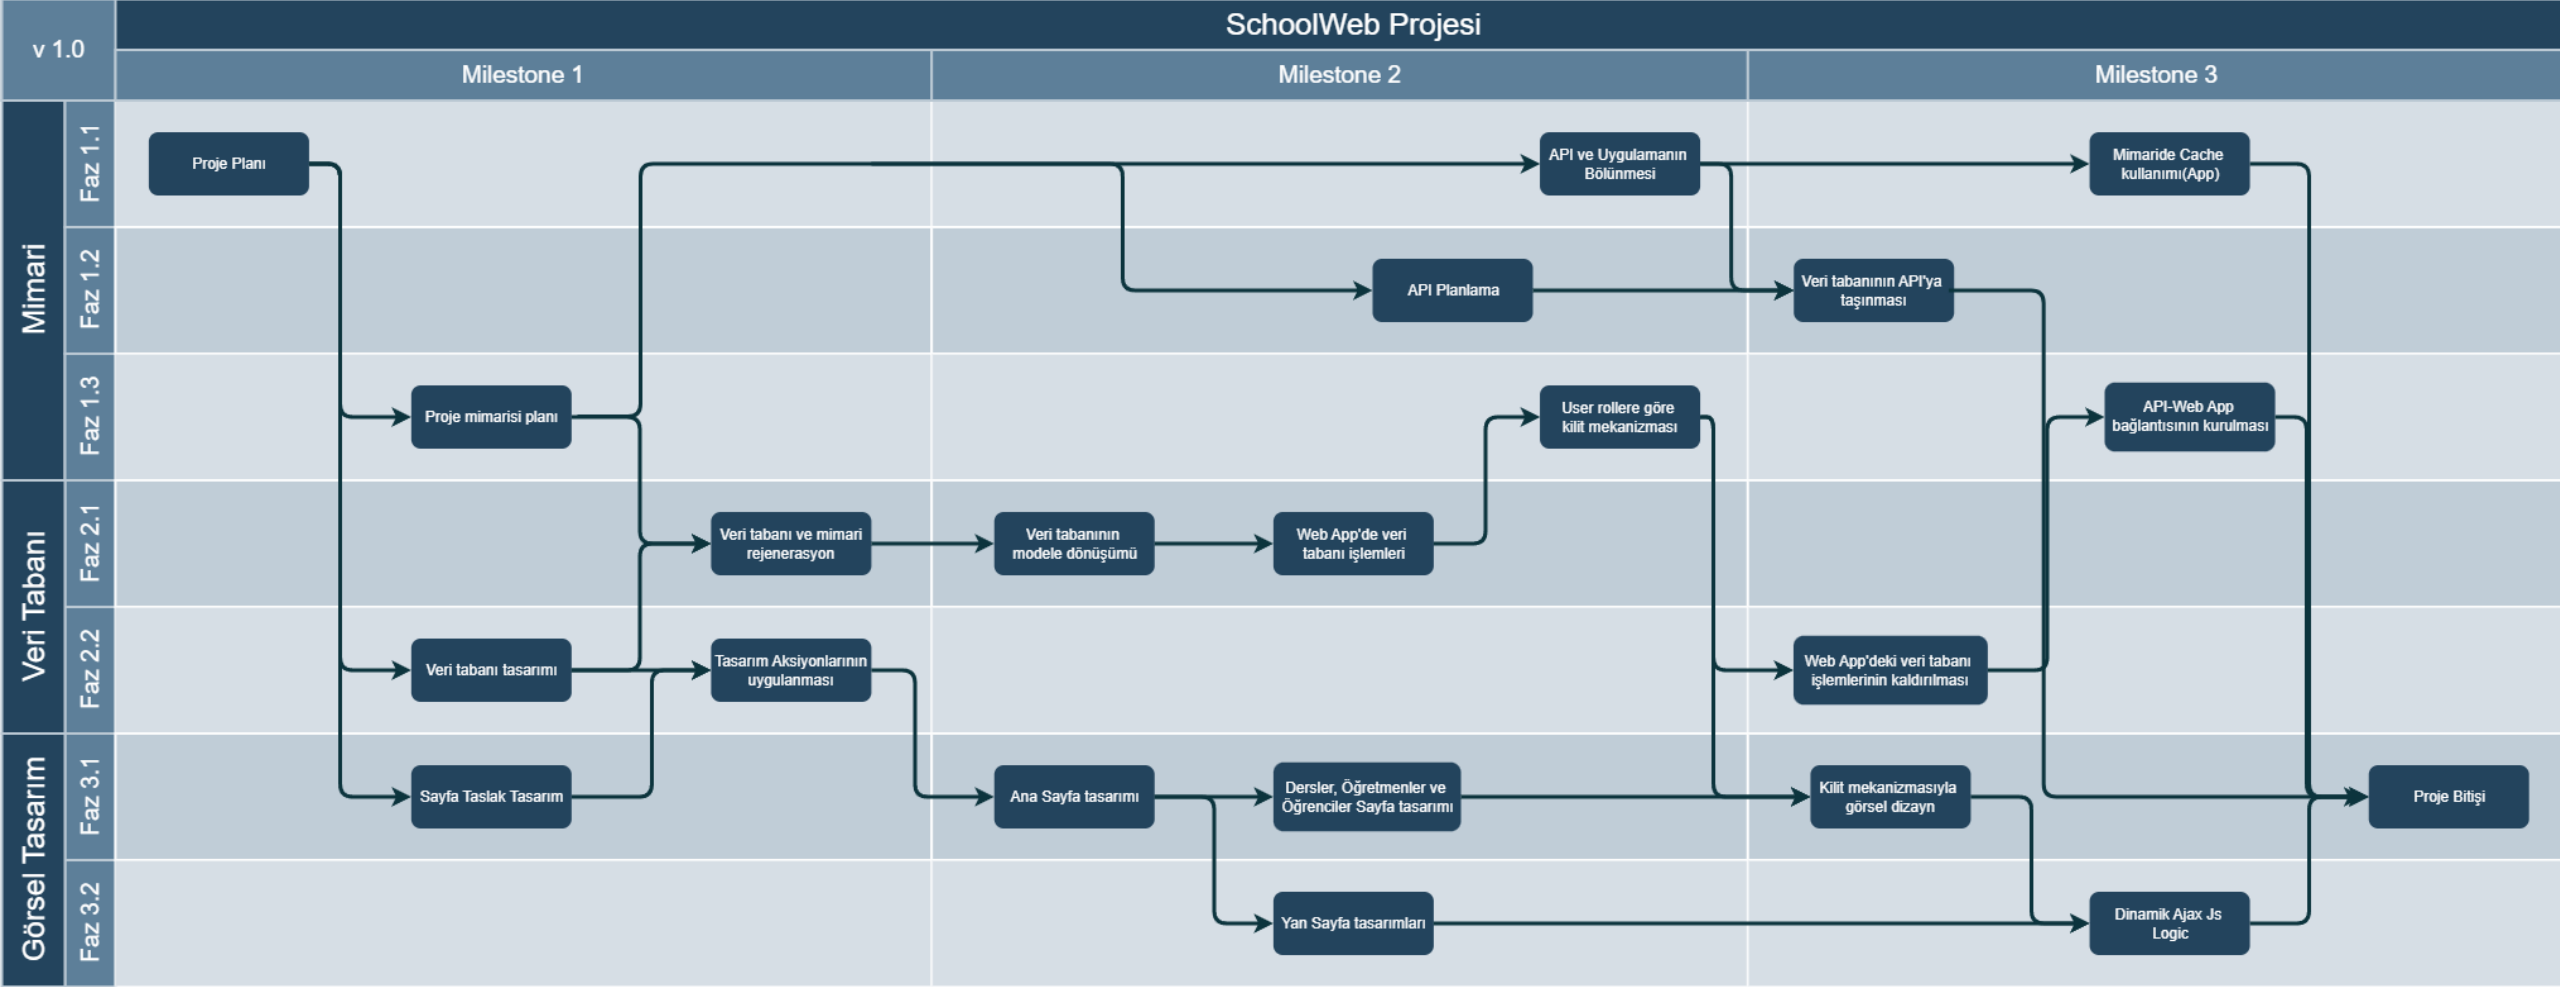 SchoolWeb Projesi
v 1.0
Milestone 1
Milestone 2
Milestone 3
Mimari
Faz 1.1
Proje Planı
API ve Uygulamanın
Bölünmesi
Mimaride Cache
kullanımı(App)
Faz 1.2
API Planlama
Veri tabanının API'ya
taşınması
Faz 1.3
Proje mimarisi planı
User rollere göre
kilit mekanizması
API-Web App
bağlantısının kurulması
Veri Tabanı
Faz 2.1
Veri tabanı ve mimari
rejenerasyon
Veri tabanının
modele dönüşümü
Web App'de veri
tabanı işlemleri
Faz 2.2
Veri tabanı tasarımı
Tasarım Aksiyonlarının
uygulanması
Web App'deki veri tabanı
işlemlerinin kaldırılması
Görsel Tasarım
Faz 3.1
Sayfa Taslak Tasarım
Ana Sayfa tasarımı
Dersler, Öğretmenler ve
Öğrenciler Sayfa tasarımı
Kilit mekanizmasıyla
görsel dizayn
Proje Bitişi
Faz 3.2
Yan Sayfa tasarımları
Dinamik Ajax Js
Logic